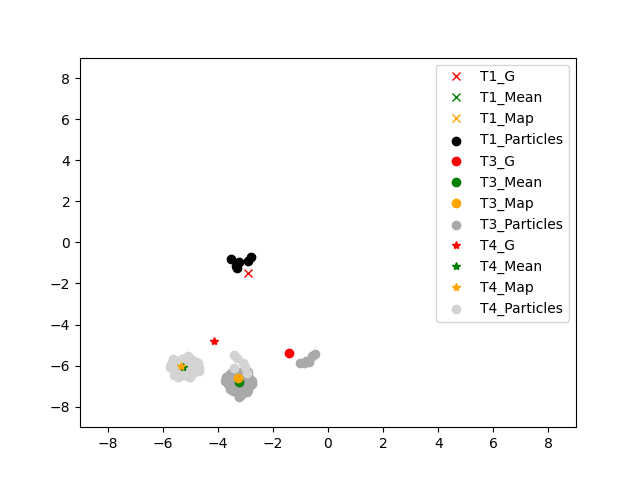 8
6
4
2
0
−2
−4
−6
−8
−8 −6 −4 −2 0 2 4 6 8
T1_G
T1_Mean
T1_Map
T1_Particles
T3_G
T3_Mean
T3_Map
T3_Particles
T4_G
T4_Mean
T4_Map
T4_Particles